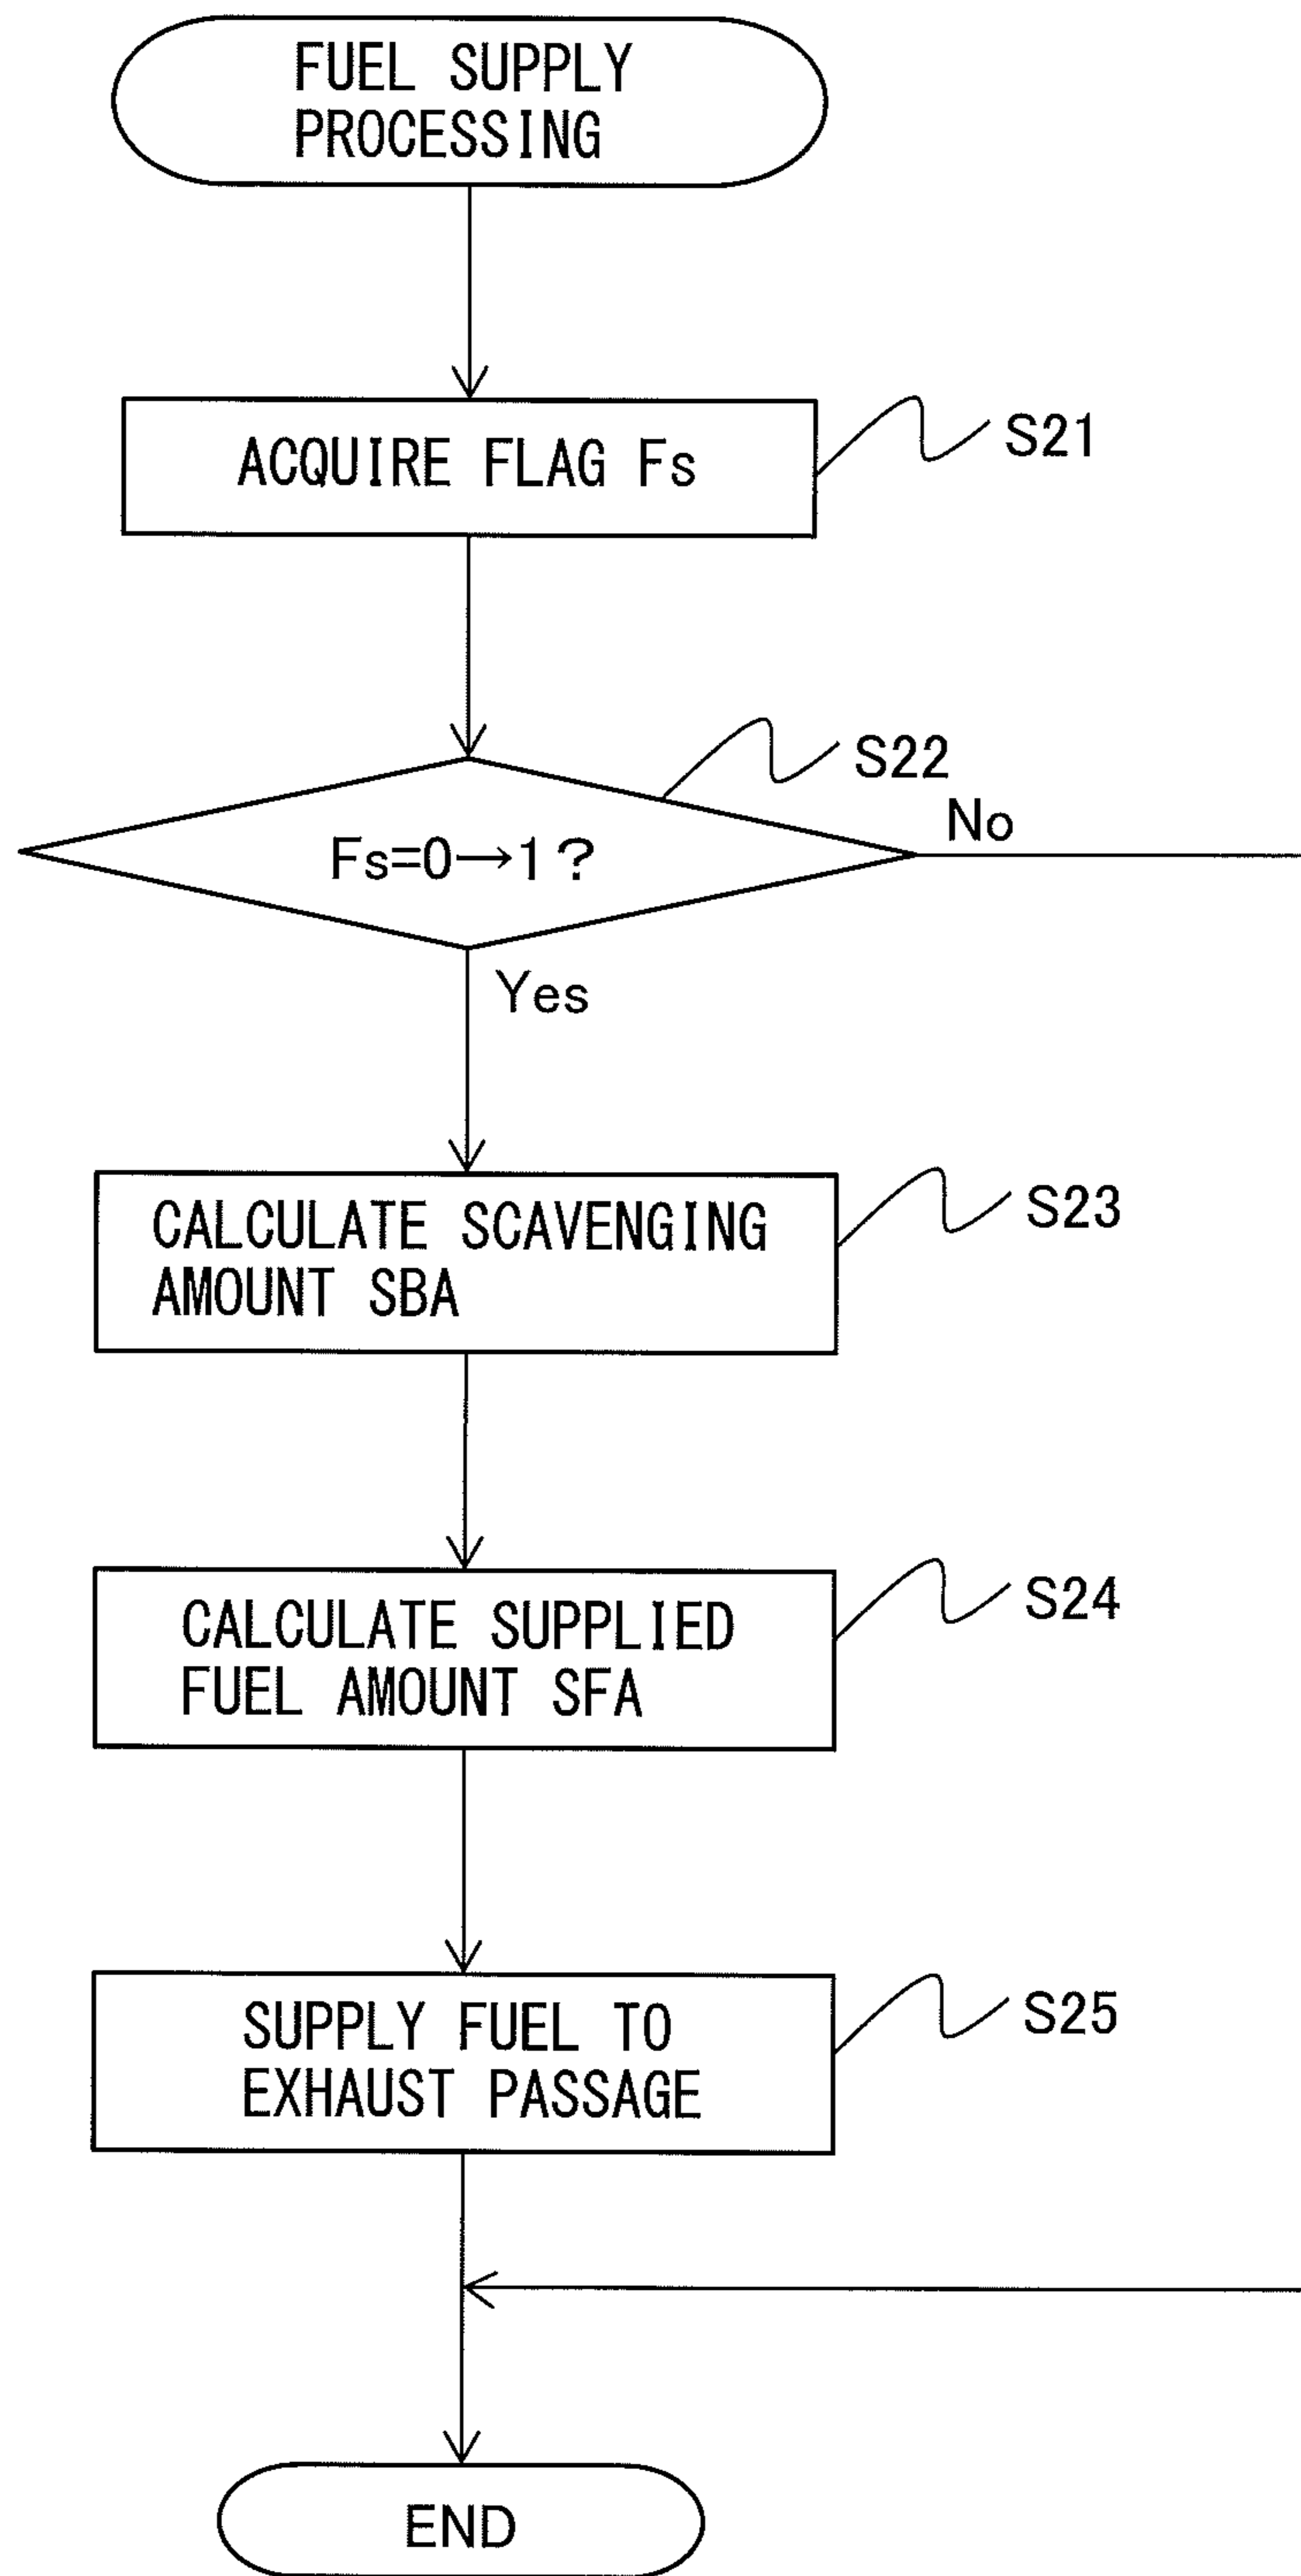 FUEL SUPPLY
PROCESSING
ACQUIRE FLAG Fs
S21
Fs=0→1?
S22
No
Yes
CALCULATE SCAVENGING
AMOUNT SBA
S23
CALCULATE SUPPLIED
FUEL AMOUNT SFA
S24
SUPPLY FUEL TO
EXHAUST PASSAGE
S25
END